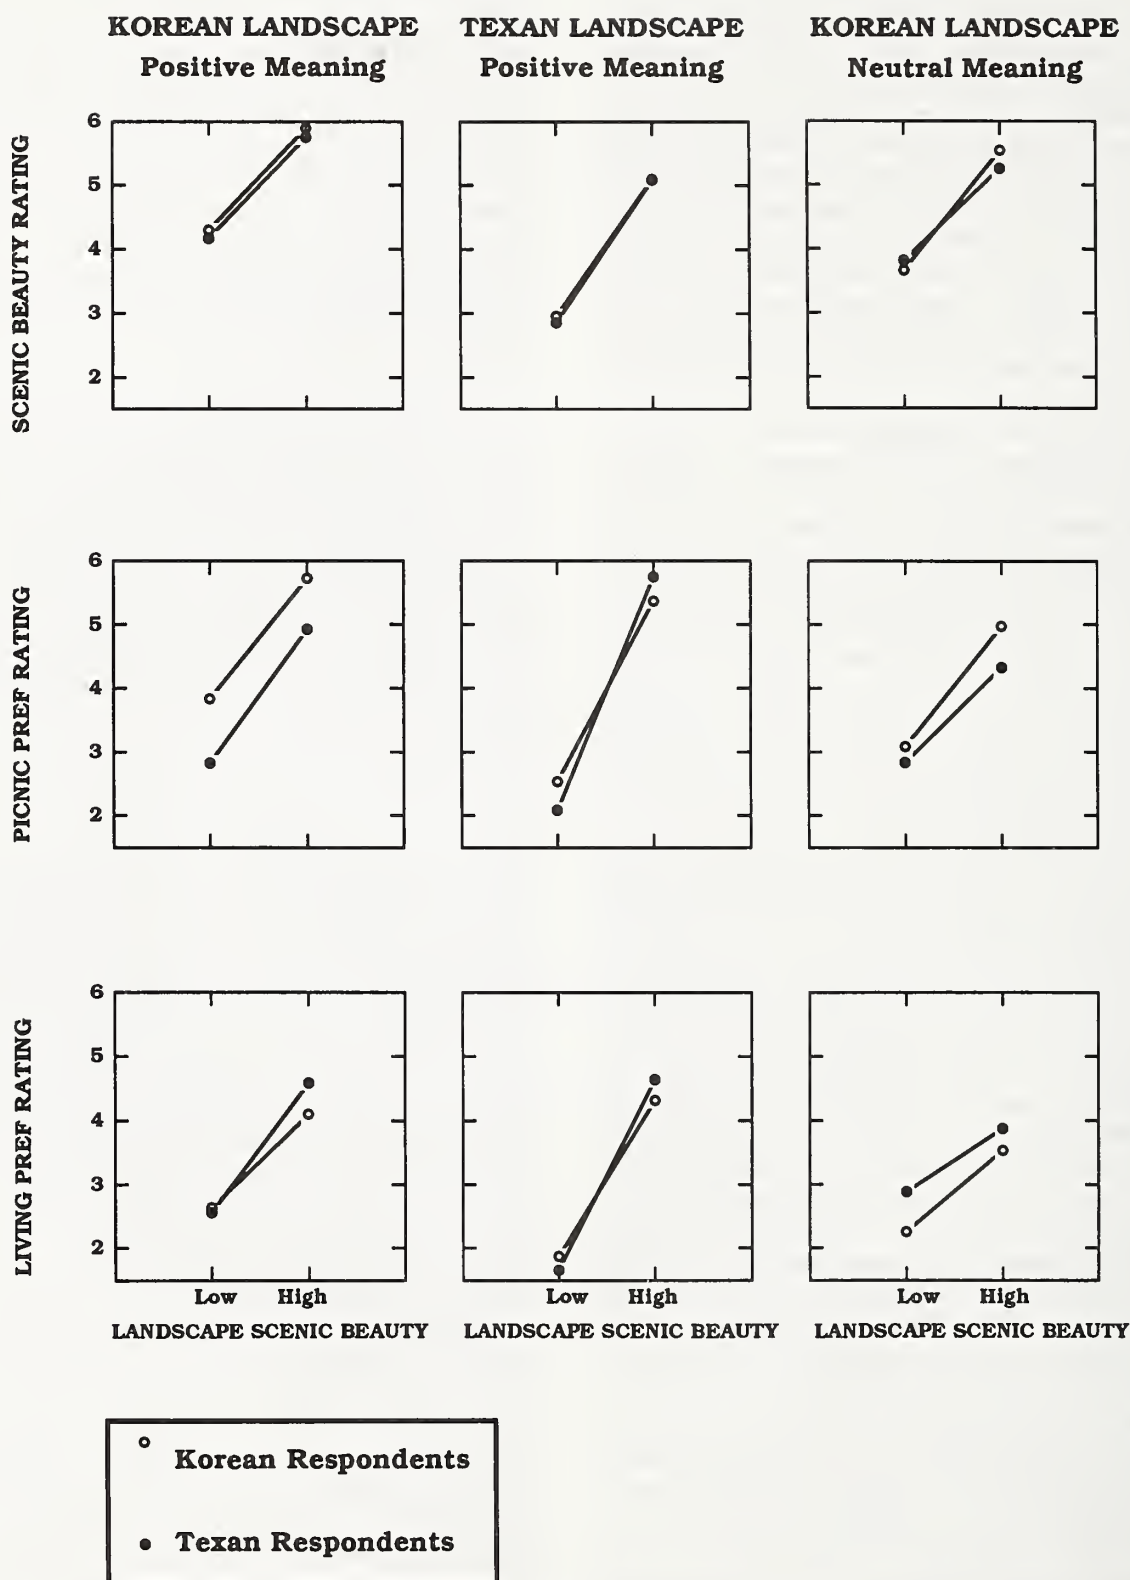 KOREAN LANDSCAPE TEXAN LANDSCAPE KOREAN LANDSCAPE
Positive Meaning Positive Meaning Neutral Meaning
SCENIC BEAUTY RATING
6
5
4
3
2
PICNIC PREF RATING
6
5
4
3
2
LIVING PREF RATING
6
5
4
3
2
Low High Low High Low High
LANDSCAPE SCENIC BEAUTY LANDSCAPE SCENIC BEAUTY LANDSCAPE SCENIC BEAUTY
Korean Respondents
Texan Respondents